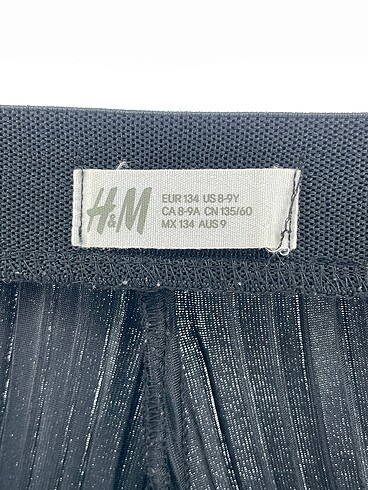 H&M
EUR 134 US 8-9Y
CA 8-9A CN 135/60
MX 134 AUS 9